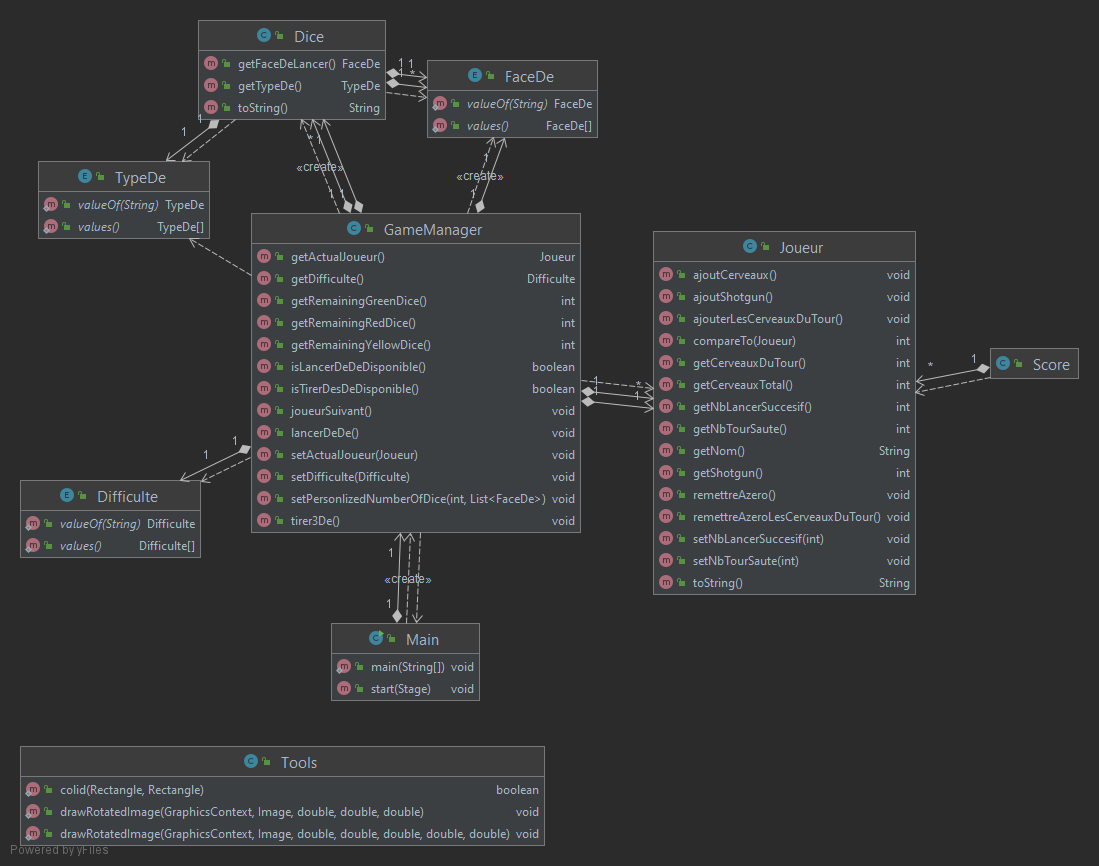 Dice
getFaceDeLancer() FaceDe
getTypeDe() TypeDe
toString() String
1 1
1 *
FaceDe
valueOf(String) FaceDe
values() FaceDe[]
1
1
TypeDe
valueOf(String) TypeDe
values() TypeDe[]
* 1
«create»
1 1
1
«create»
1
GameManager
getActualJoueur() Joueur
getDifficulte() Difficulte
getRemainingGreenDice() int
getRemainingRedDice() int
getRemainingYellowDice() int
isLancerDeDeDisponible() boolean
isTirerDesDeDisponible() boolean
joueurSuivant() void
lancerDeDe() void
setActualJoueur(Joueur) void
setDifficulte(Difficulte) void
setPersonlizedNumberOfDice(int, List<FaceDe>) void
tirer3De() void
1 *
1 1
Joueur
ajoutCerveaux() void
ajoutShotgun() void
ajouterLesCerveauxDuTour() void
compareTo(Joueur) int
getCerveauxDuTour() int
getCerveauxTotal() int
getNbLancerSuccesif() int
getNbTourSaute() int
getNom() String
getShotgun() int
remettreAzero() void
remettreAzeroLesCerveauxDuTour() void
setNbLancerSuccesif(int) void
setNbTourSaute(int) void
toString() String
* 1
Score
1
1
Difficulte
valueOf(String) Difficulte
values() Difficulte[]
1
«create»
1
Main
main(String[]) void
start(Stage) void
Tools
colid(Rectangle, Rectangle) boolean
drawRotatedImage(GraphicsContext, Image, double, double, double) void
drawRotatedImage(GraphicsContext, Image, double, double, double, double, double) void
Powered by yFiles